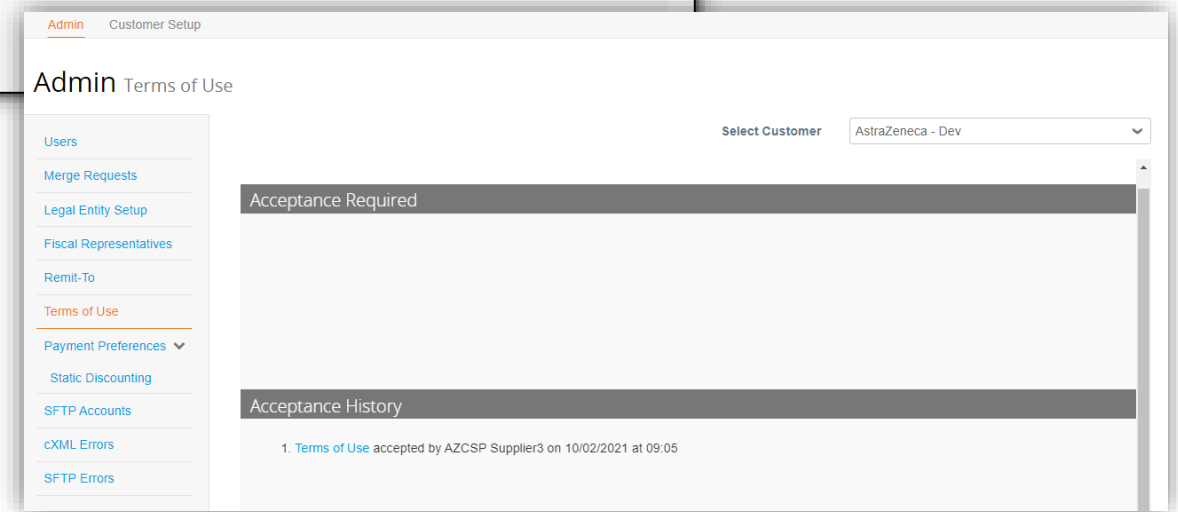 Admin Customer Setup
Admin Terms of Use
Select Customer AstraZeneca - Dev
Users
Merge Requests
Legal Entity Setup
Fiscal Representatives
Remit-To
Terms of Use
Payment Preferences
Static Discounting
SFTP Accounts
cXML Errors
SFTP Errors
Acceptance Required
Acceptance History
1. Terms of Use accepted by AZCSP Supplier3 on 10/02/2021 at 09:05